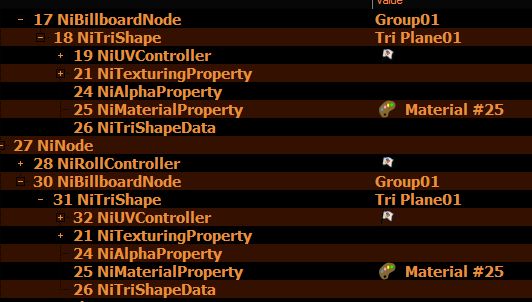 Value
17 NiBillboardNode Group01
18 NiTriShape Tri Plane01
19 NiUVController
21 NiTexturingProperty
24 NiAlphaProperty
25 NiMaterialProperty Material #25
26 NiTriShapeData
27 NiNode
28 NiRollController
30 NiBillboardNode Group01
31 NiTriShape Tri Plane01
32 NiUVController
21 NiTexturingProperty
24 NiAlphaProperty
25 NiMaterialProperty Material #25
26 NiTriShapeData